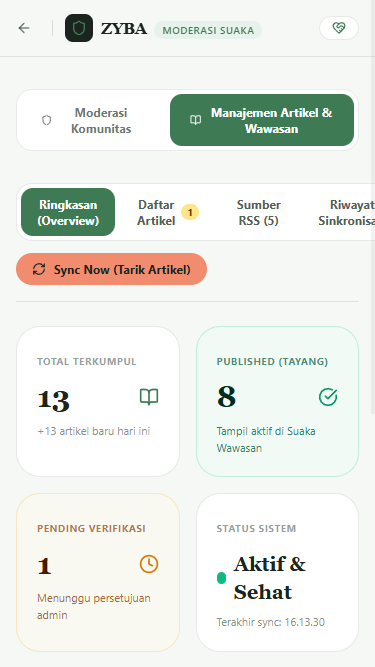 ZYBA MODERASI SUAKA
Moderasi
Komunitas
Manajemen Artikel &
Wawasan
Ringkasan
(Overview)
Daftar
Artikel 1
Sumber
RSS (5)
Riwayat
Sinkronisa
Sync Now (Tarik Artikel)
TOTAL TERKUMPUL
13
+13 artikel baru hari ini
PUBLISHED (TAYANG)
8
Tampil aktif di Suaka
Wawasan
PENDING VERIFIKASI
1
Menunggu persetujuan
admin
STATUS SISTEM
Aktif &
Sehat
Terakhir sync: 16.13.30